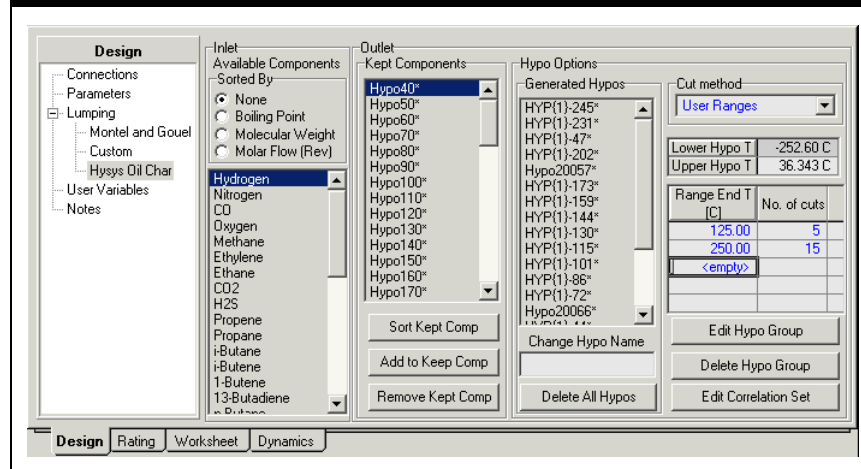 Design
Connections
Parameters
Lumping
Montel and Gouel
Custom
Hysys Oil Char
User Variables
Notes
Inlet
Available Components
Sorted By
None
Boiling Point
Molecular Weight
Molar Flow (Rev)
Hydrogen
Nitrogen
CO
Oxygen
Methane
Ethylene
Ethane
CO2
H2S
Propene
Propane
i-Butane
i-Butene
1-Butene
13-Butadiene
n-Butane
Outlet
Kept Components
Hypo40*
Hypo50*
Hypo60*
Hypo70*
Hypo80*
Hypo90*
Hypo100*
Hypo110*
Hypo120*
Hypo130*
Hypo140*
Hypo150*
Hypo160*
Hypo170*
Sort Kept Comp
Add to Keep Comp
Remove Kept Comp
Hypo Options
Generated Hypos
HYP{1}-245*
HYP{1}-231*
HYP{1}-47*
HYP{1}-202*
Hypo20057*
HYP{1}-173*
HYP{1}-159*
HYP{1}-144*
HYP{1}-130*
HYP{1}-115*
HYP{1}-101*
HYP{1}-86*
HYP{1}-72*
Hypo20066*
Change Hypo Name
Delete All Hypos
Cut method
User Ranges
Lower Hypo T -252.60 C
Upper Hypo T 36.343 C
Range End T [C] No. of cuts
125.00 5
250.00 15
<empty>
Edit Hypo Group
Delete Hypo Group
Edit Correlation Set
Design Rating Worksheet Dynamics